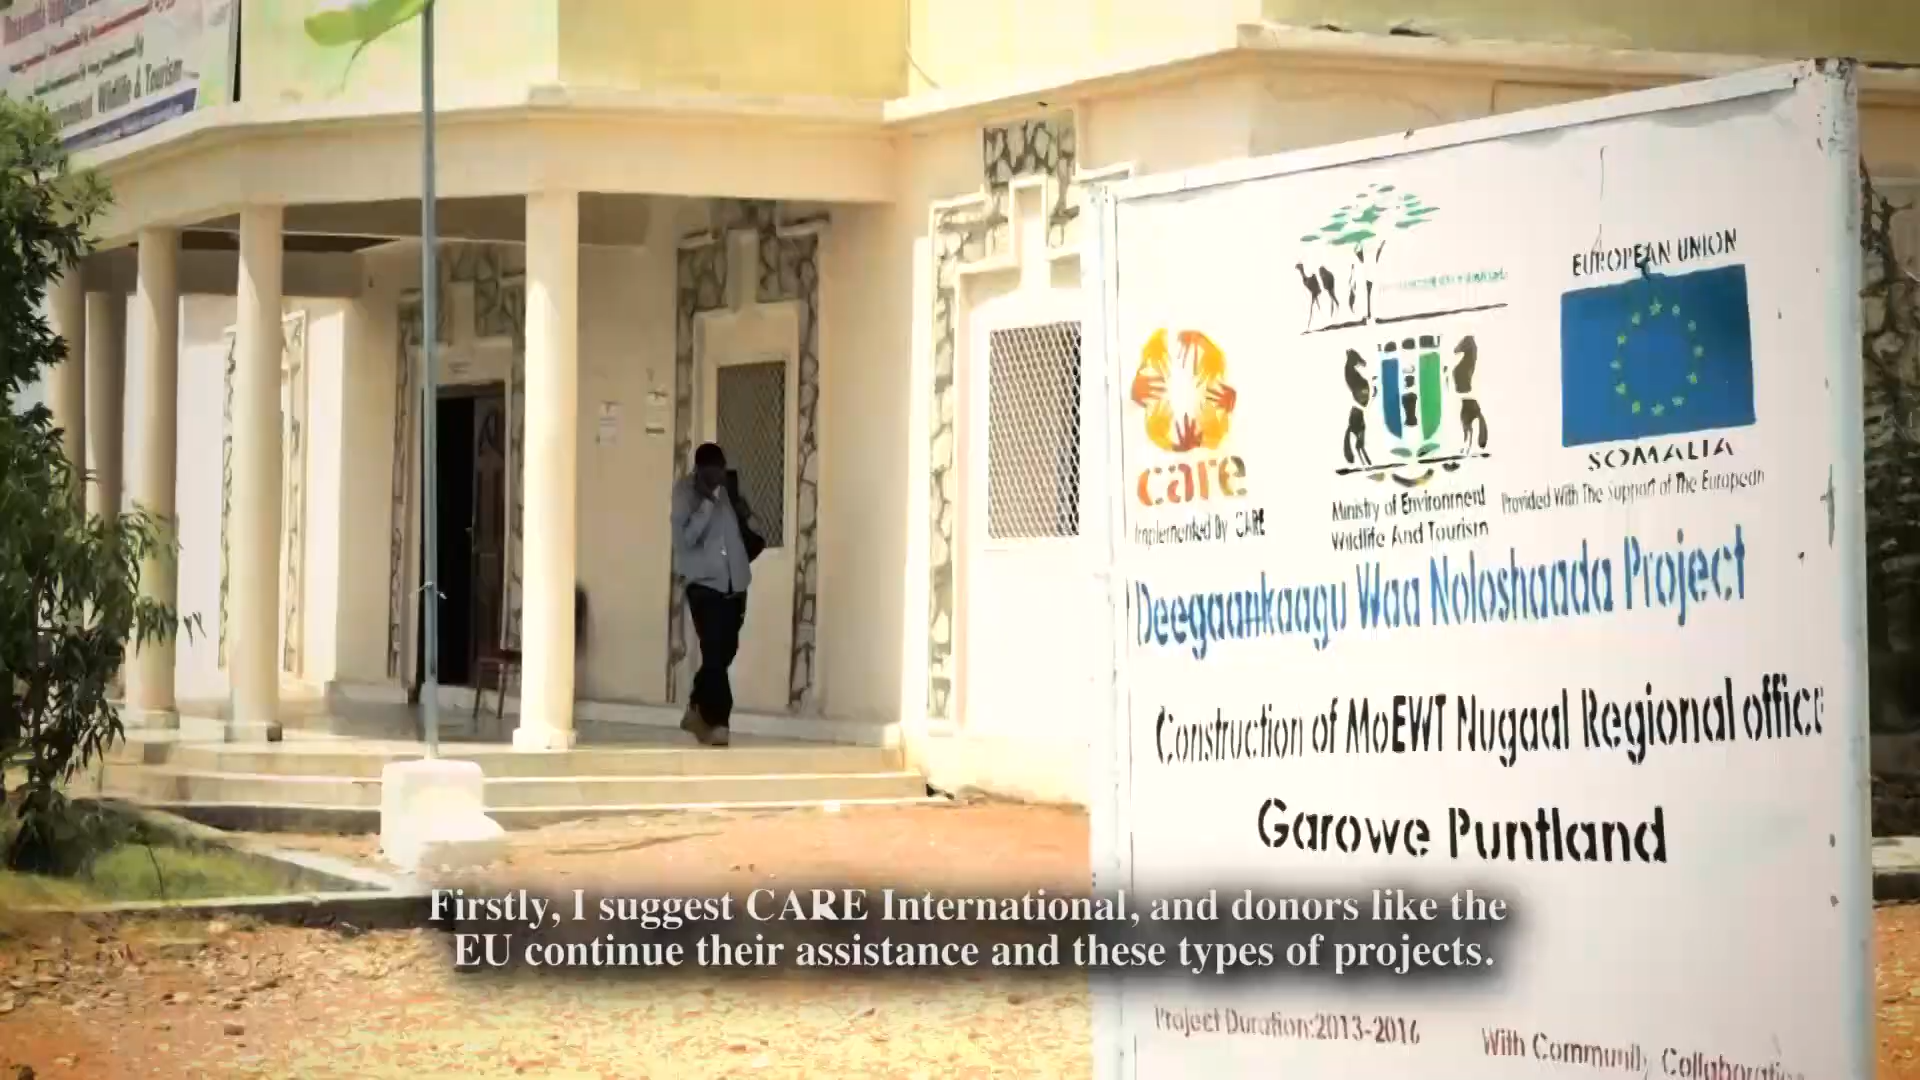 Wildlife & Tourism
EUROPEAN UNION
care
SOMALIA
Implemented By CARE
Ministry of Environment
Wildlife And Tourism
Provided With The Support of The European
Deegaankaagu Waa Noloshaada Project
Construction of MoEWT Nugaal Regional office
Garowe Puntland
Firstly, I suggest CARE International, and donors like the
EU continue their assistance and these types of projects.
Project Duration:2013-2016
With Community Collaboration